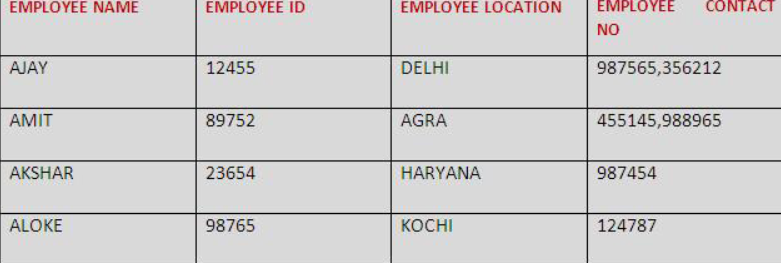 EMPLOYEE NAME EMPLOYEE ID EMPLOYEE LOCATION EMPLOYEE CONTACT
NO
AJAY 12455 DELHI 987565,356212
AMIT 89752 AGRA 455145,988965
AKSHAR 23654 HARYANA 987454
ALOKE 98765 KOCHI 124787